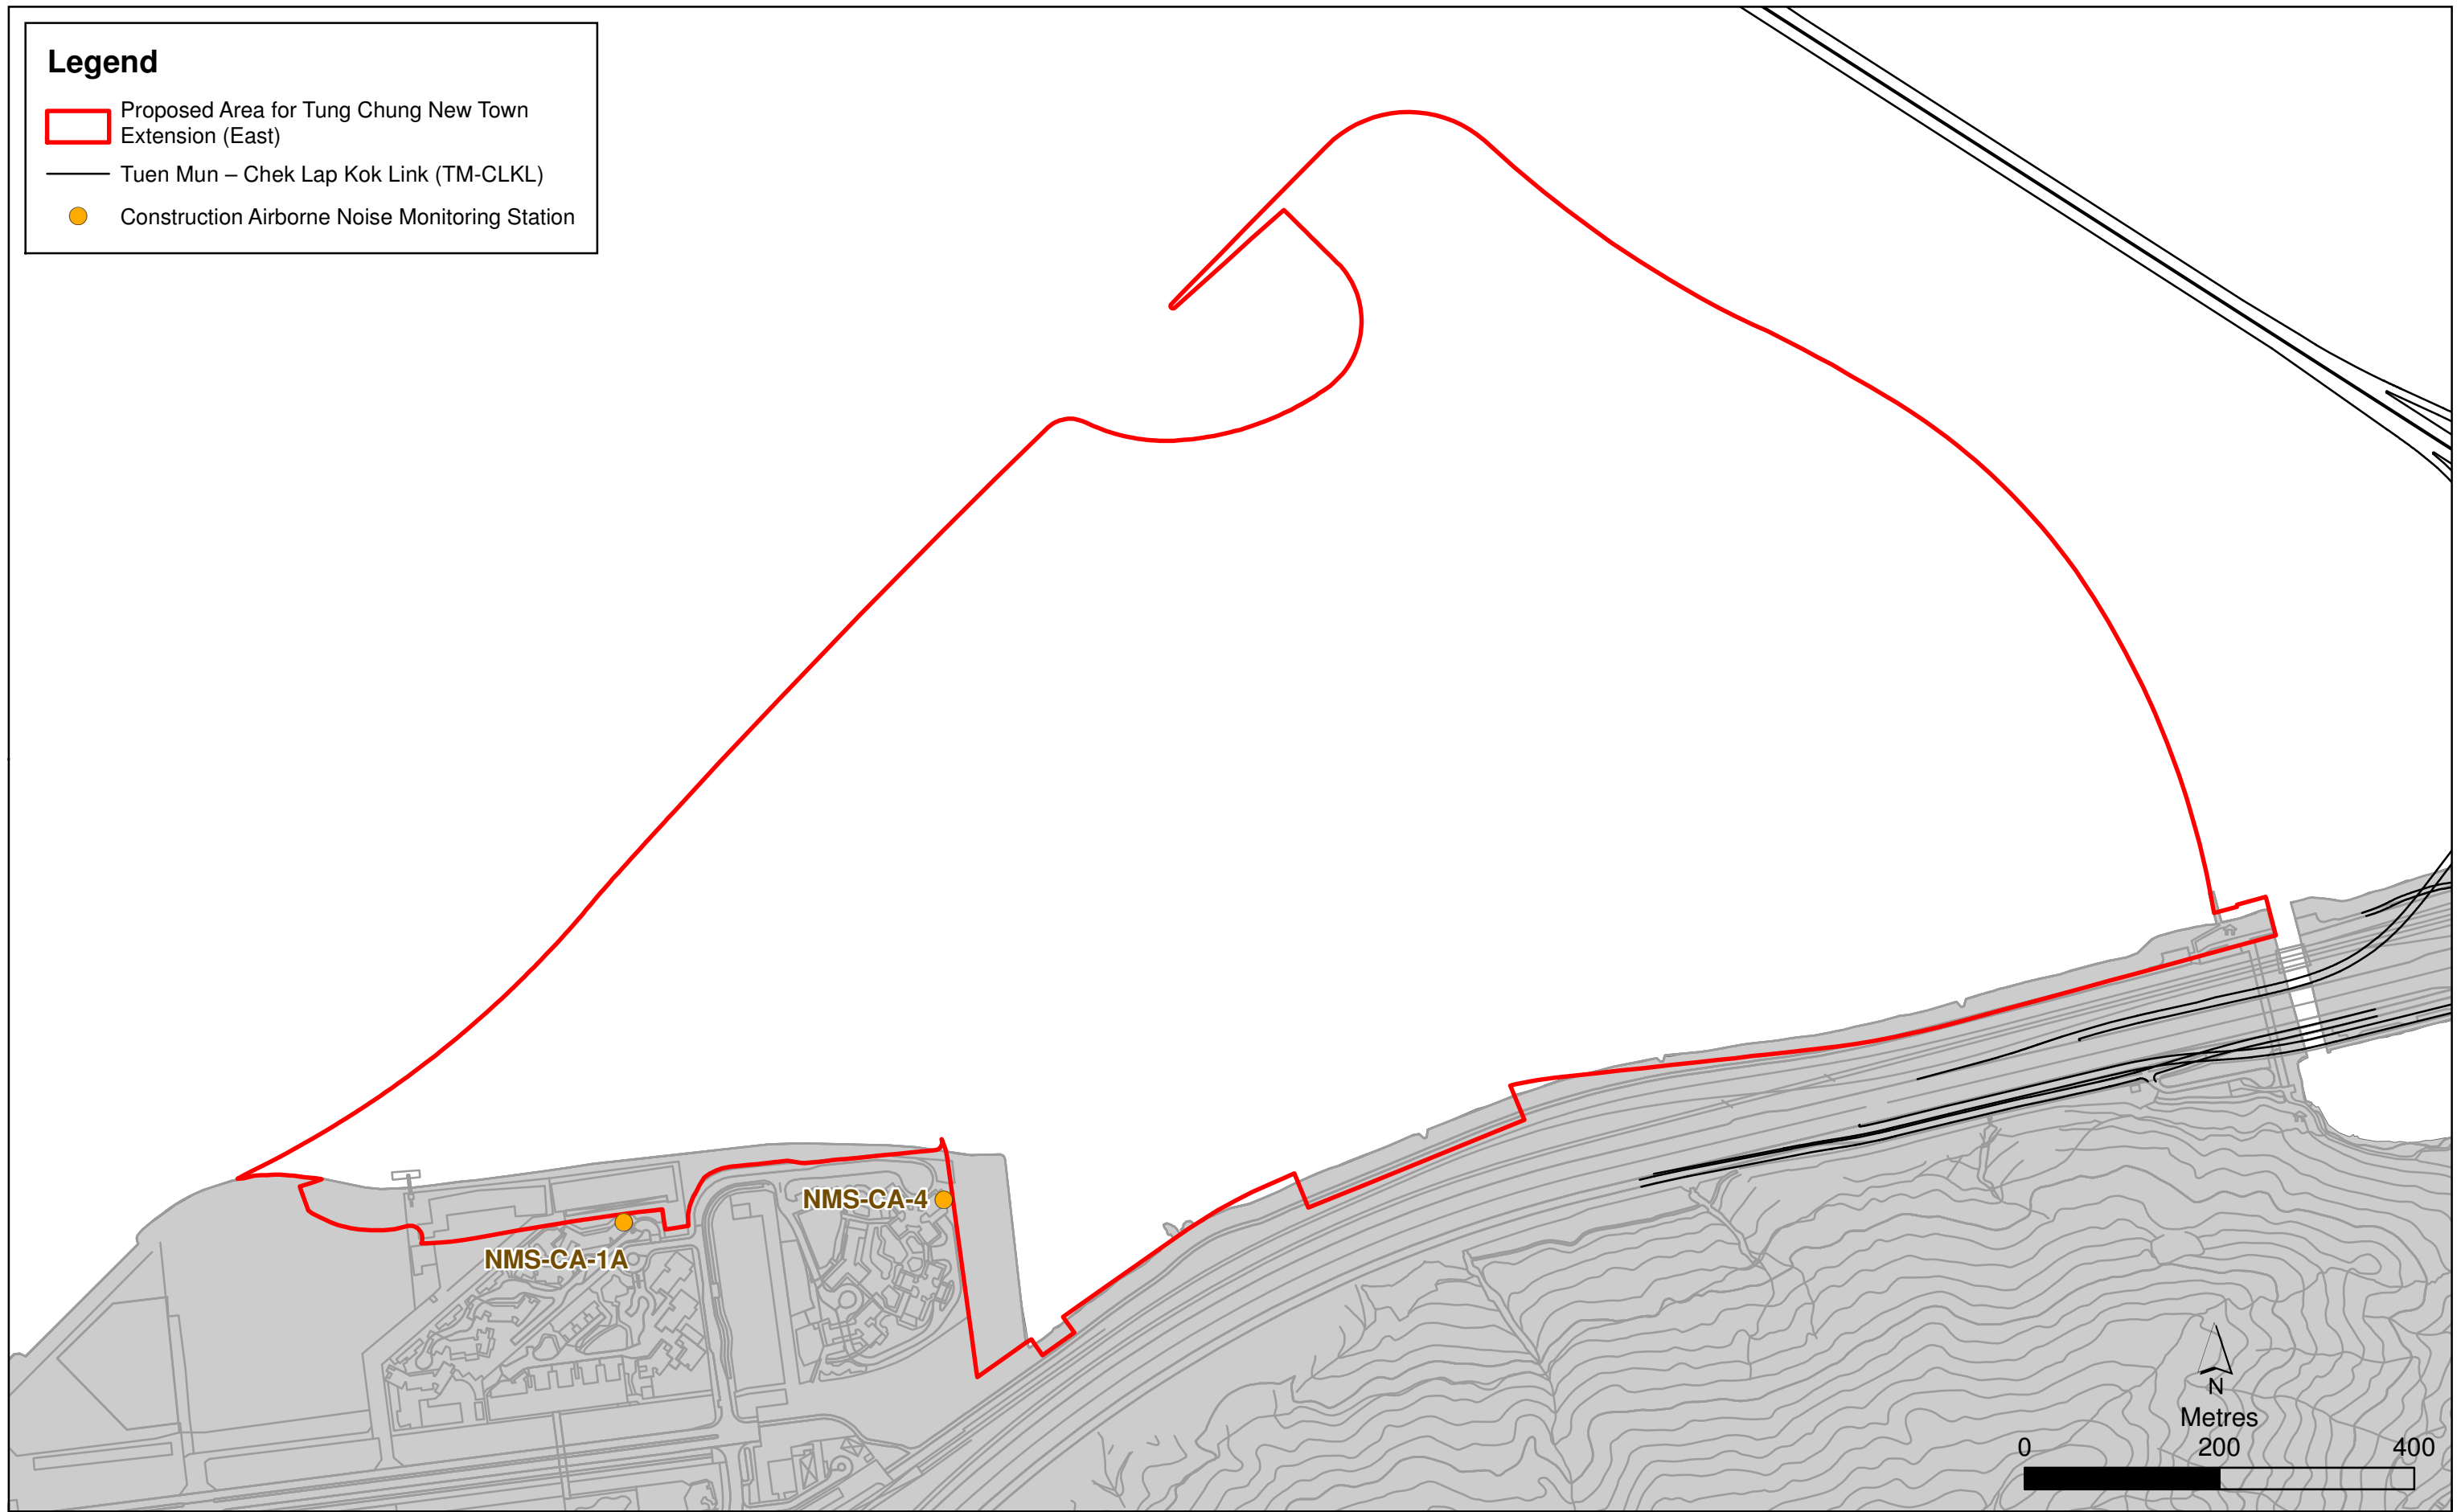 Legend
Proposed Area for Tung Chung New Town
Extension (East)
Tuen Mun – Chek Lap Kok Link (TM-CLKL)
Construction Airborne Noise Monitoring Station
NMS-CA-4
NMS-CA-1A
N
Metres
0 200 400